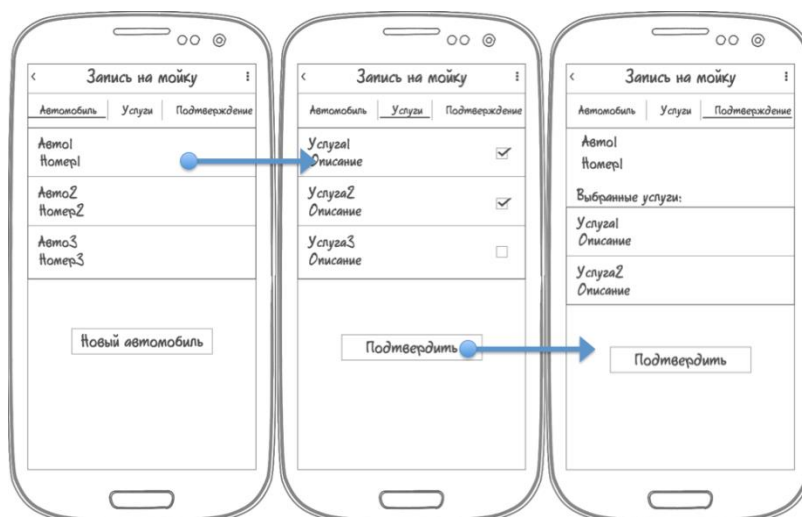 Запись на мойку
Автомобиль Услуги Подтверждение
Авто1
Номер1
Авто2
Номер2
Авто3
Номер3
Новый автомобиль
Запись на мойку
Автомобиль Услуги Подтверждение
Услуга1
Описание
Услуга2
Описание
Услуга3
Описание
Подтвердить
Запись на мойку
Автомобиль Услуги Подтверждение
Авто1
Номер1
Выбранные услуги:
Услуга1
Описание
Услуга2
Описание
Подтвердить